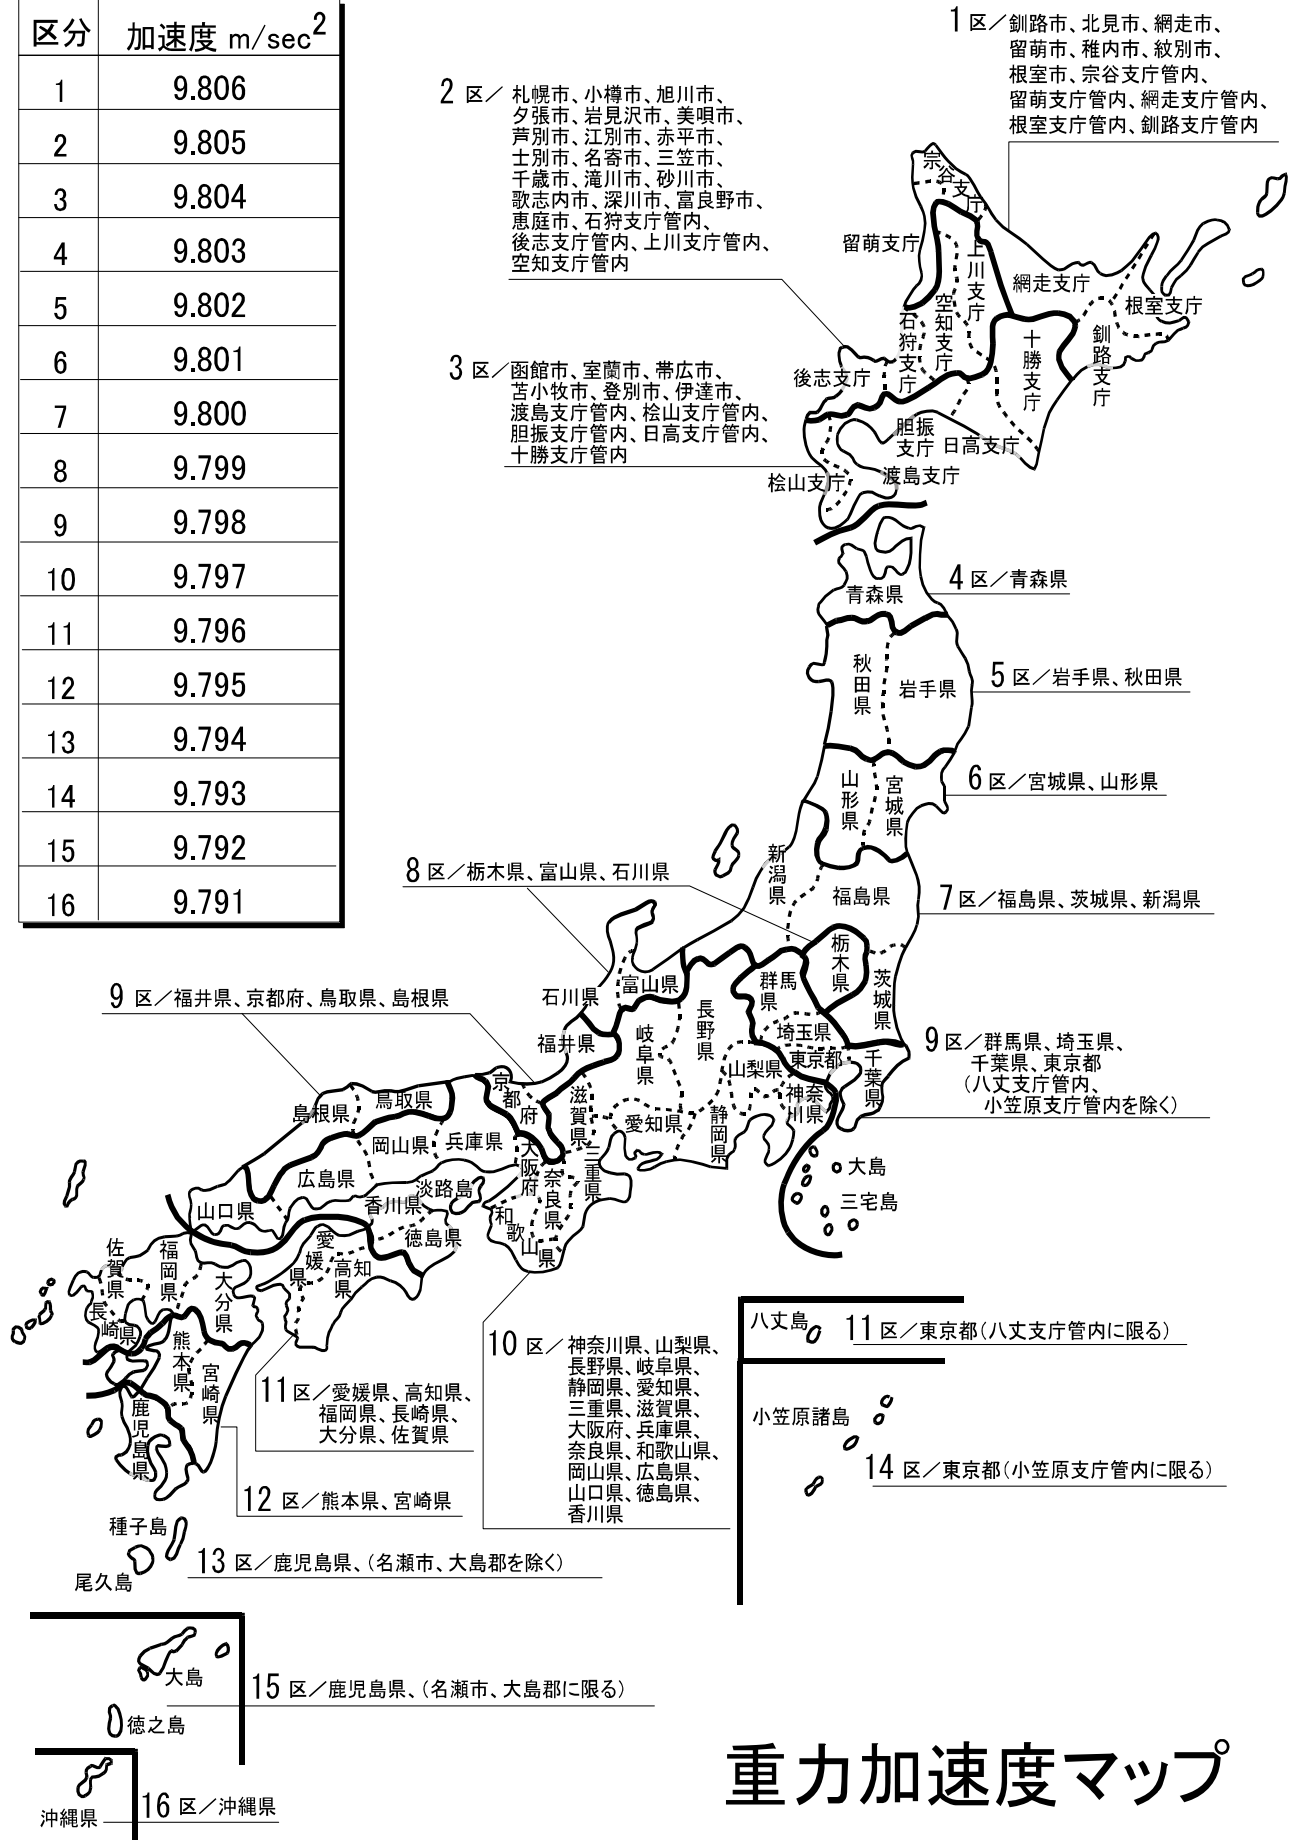 区分 加速度 m/sec2
1 9.806
2 9.805
3 9.804
4 9.803
5 9.802
6 9.801
7 9.800
8 9.799
9 9.798
10 9.797
11 9.796
12 9.795
13 9.794
14 9.793
15 9.792
16 9.791
1 区／釧路市、北見市、網走市、
留萌市、稚内市、紋別市、
根室市、宗谷支庁管内、
留萌支庁管内、網走支庁管内、
根室支庁管内、釧路支庁管内
2 区／ 札幌市、小樽市、旭川市、
夕張市、岩見沢市、美唄市、
芦別市、江別市、赤平市、
士別市、名寄市、三笠市、
千歳市、滝川市、砂川市、
歌志内市、深川市、富良野市、
恵庭市、石狩支庁管内、
後志支庁管内、上川支庁管内、
空知支庁管内
3 区／函館市、室蘭市、帯広市、
苫小牧市、登別市、伊達市、
渡島支庁管内、桧山支庁管内、
胆振支庁管内、日高支庁管内、
十勝支庁管内
宗谷支庁
留萌支庁
上川支庁
網走支庁
根室支庁
空知支庁
石狩支庁
釧路支庁
十勝支庁
後志支庁
胆振
支庁
日高支庁
渡島支庁
桧山支庁
4 区／青森県
青森県
5 区／岩手県、秋田県
秋田県
岩手県
6 区／宮城県、山形県
山形県
宮城県
8 区／栃木県、富山県、石川県
新潟県
福島県
7 区／福島県、茨城県、新潟県
栃木県
茨城県
群馬
県
富山県
石川県
9 区／福井県、京都府、鳥取県、島根県
長野県
岐阜県
埼玉県
福井県
東京都
千葉県
山梨県
神奈
川県
9 区／群馬県、埼玉県、
千葉県、東京都
（八丈支庁管内、
小笠原支庁管内を除く）
京都府
滋賀県
鳥取県
島根県
愛知県
静岡県
岡山県
兵庫県
大阪府
三重県
奈良県
広島県
淡路島
香川県
山口県
和歌山県
徳島県
愛媛県
高知
県
大島
三宅島
佐賀県
福岡県
大分県
長崎県
熊本県
宮崎県
鹿児島県
10 区／神奈川県、山梨県、
長野県、岐阜県、
静岡県、愛知県、
三重県、滋賀県、
大阪府、兵庫県、
奈良県、和歌山県、
岡山県、広島県、
山口県、徳島県、
香川県
11 区／愛媛県、高知県、
福岡県、長崎県、
大分県、佐賀県
八丈島
11 区／東京都（八丈支庁管内に限る）
小笠原諸島
14 区／東京都（小笠原支庁管内に限る）
12 区／熊本県、宮崎県
種子島
尾久島
13 区／鹿児島県、（名瀬市、大島郡を除く）
大島
15 区／鹿児島県、（名瀬市、大島郡に限る）
徳之島
沖縄県
16 区／沖縄県
重力加速度マップ